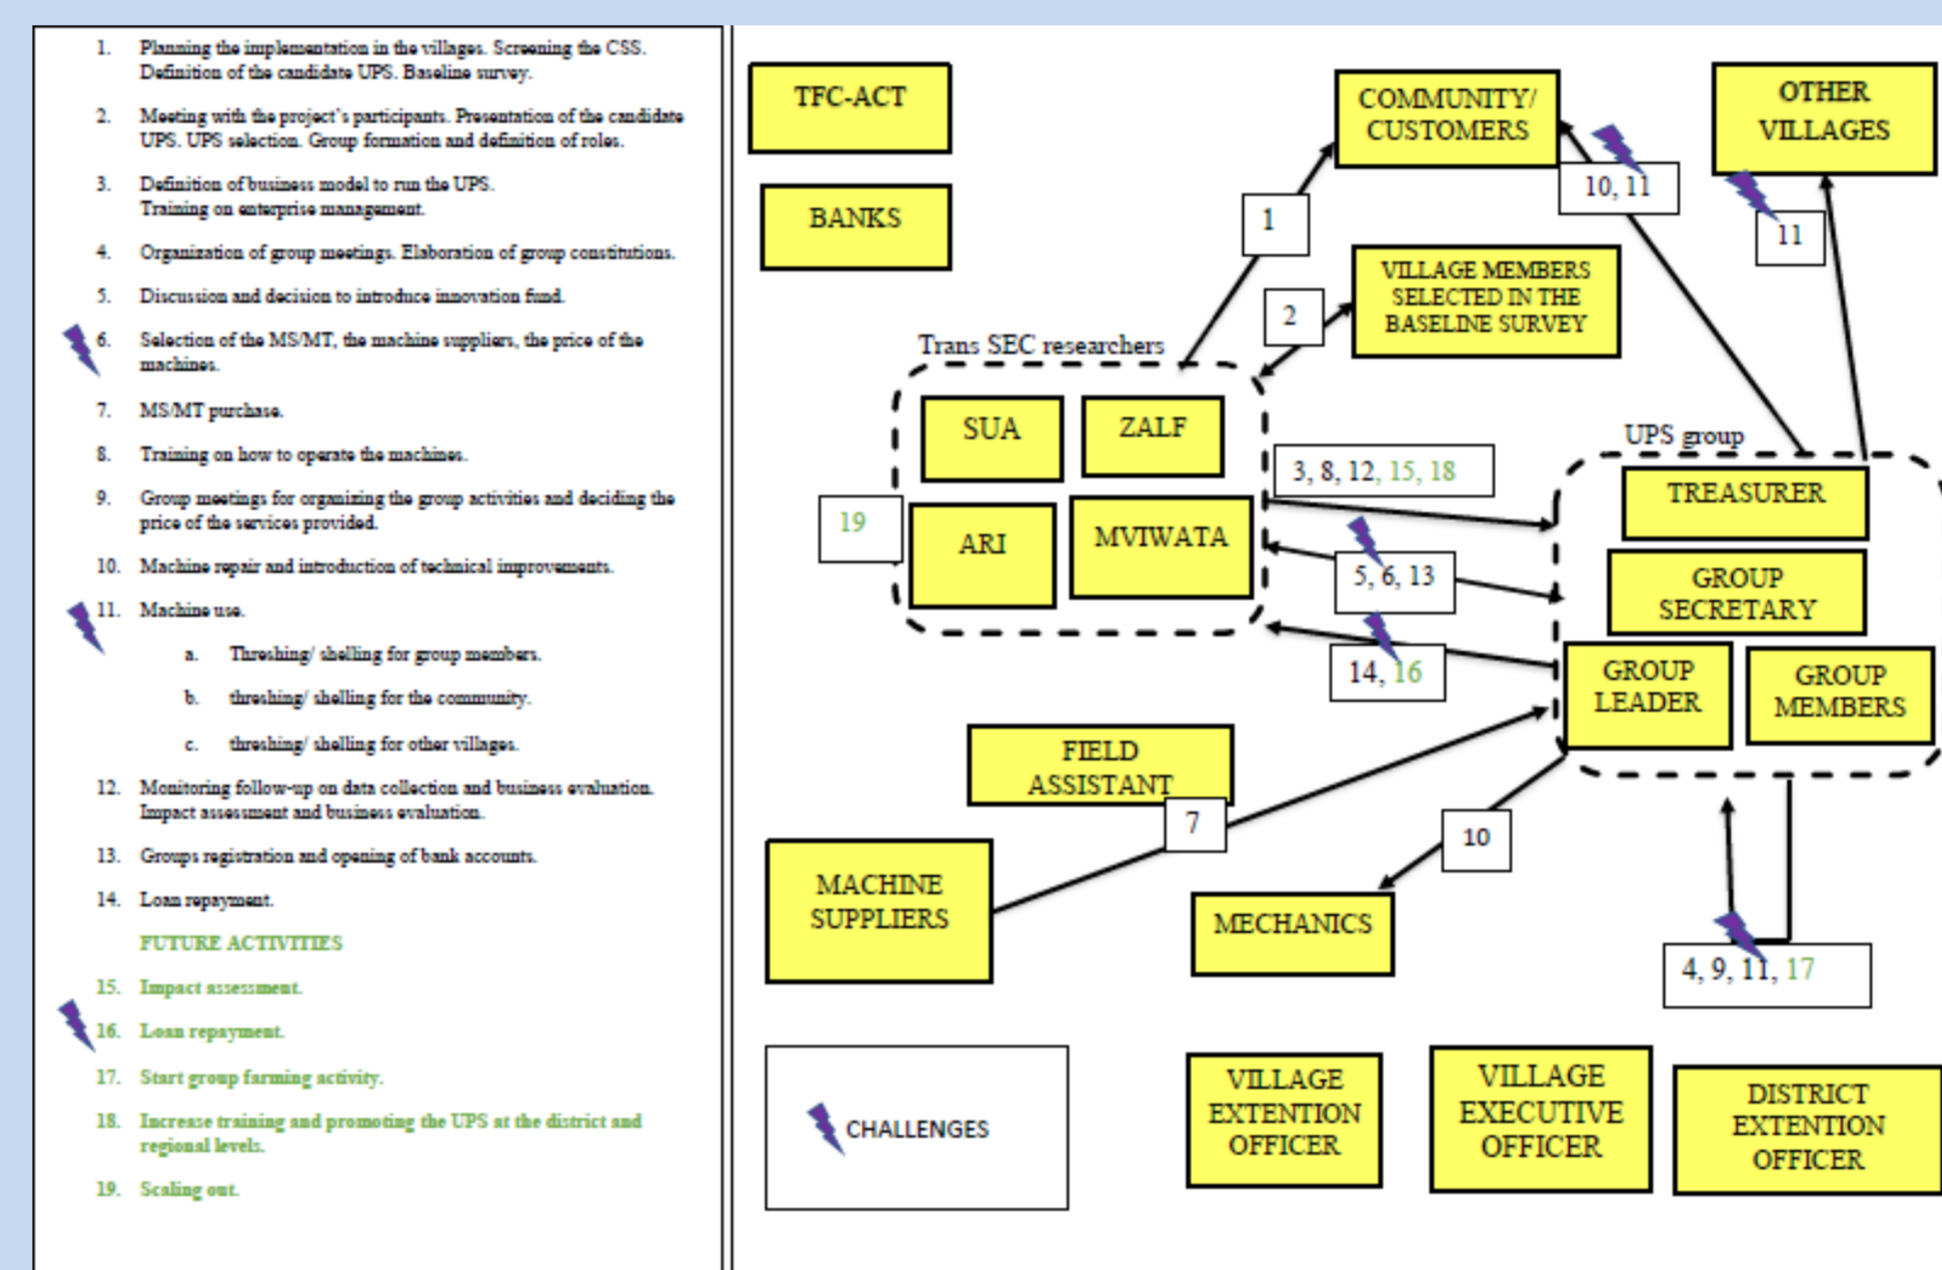 1. Planning the implementation in the villages. Screening the CSS.
Definition of the candidate UPS. Baseline survey.
2. Meeting with the project's participants. Presentation of the candidate
UPS. UPS selection. Group formation and definition of roles.
3. Definition of business model to run the UPS.
Training on enterprise management.
4. Organization of group meetings. Elaboration of group constitutions.
5. Discussion and decision to introduce innovation fund.
6. Selection of the MS/MT, the machine suppliers, the price of the
machines.
7. MS/MT purchase.
8. Training on how to operate the machines.
9. Group meetings for organizing the group activities and deciding the
price of the services provided.
10. Machine repair and introduction of technical improvements.
11. Machine use.
a. Threshing/ shelling for group members.
b. threshing/ shelling for the community.
c. threshing/ shelling for other villages.
12. Monitoring follow-up on data collection and business evaluation.
Impact assessment and business evaluation.
13. Groups registration and opening of bank accounts.
14. Loan repayment.
FUTURE ACTIVITIES
15. Impact assessment.
16. Loan repayment.
17. Start group farming activity.
18. Increase training and promoting the UPS at the district and
regional levels.
19. Scaling out.
TFC-ACT
BANKS
COMMUNITY/
CUSTOMERS
OTHER
VILLAGES
10, 11
11
1
VILLAGE MEMBERS
SELECTED IN THE
BASELINE SURVEY
2
Trans SEC researchers
SUA
ZALF
ARI
MVIWATA
19
3, 8, 12, 15, 18
5, 6, 13
14, 16
UPS group
TREASURER
GROUP
SECRETARY
GROUP
LEADER
GROUP
MEMBERS
FIELD
ASSISTANT
7
MACHINE
SUPPLIERS
10
MECHANICS
4, 9, 11, 17
CHALLENGES
VILLAGE
EXTENTION
OFFICER
VILLAGE
EXECUTIVE
OFFICER
DISTRICT
EXTENTION
OFFICER